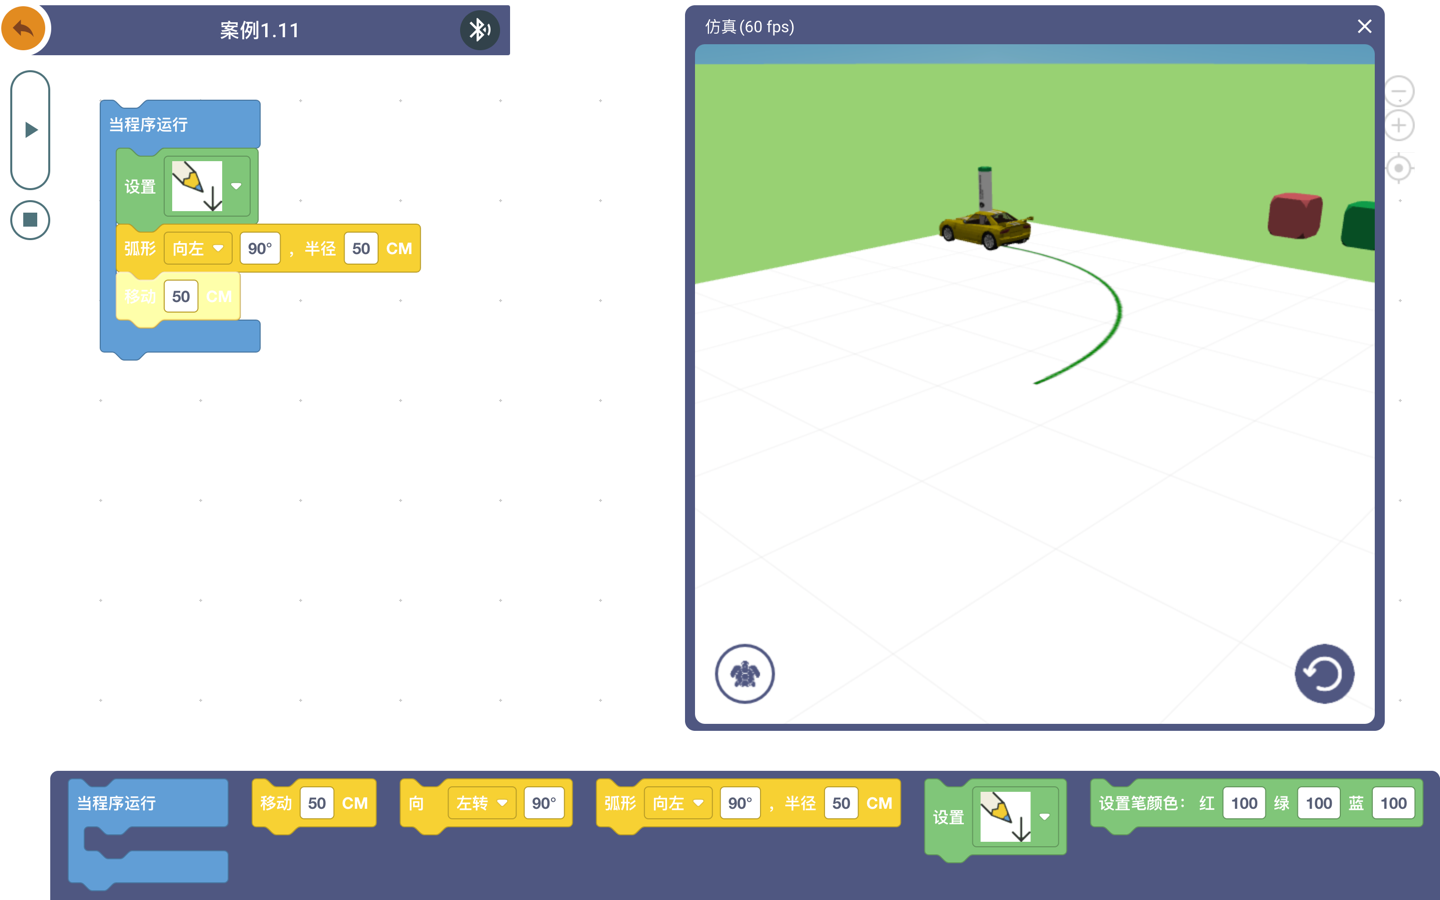 案例1.11
仿真(60 fps)
当程序运行
设置
弧形 向左 90° ，半径 50 CM
移动 50 CM
当程序运行
移动 50 CM
向 左转 90°
弧形 向左 90° ，半径 50 CM
设置
设置笔颜色： 红 100 绿 100 蓝 100